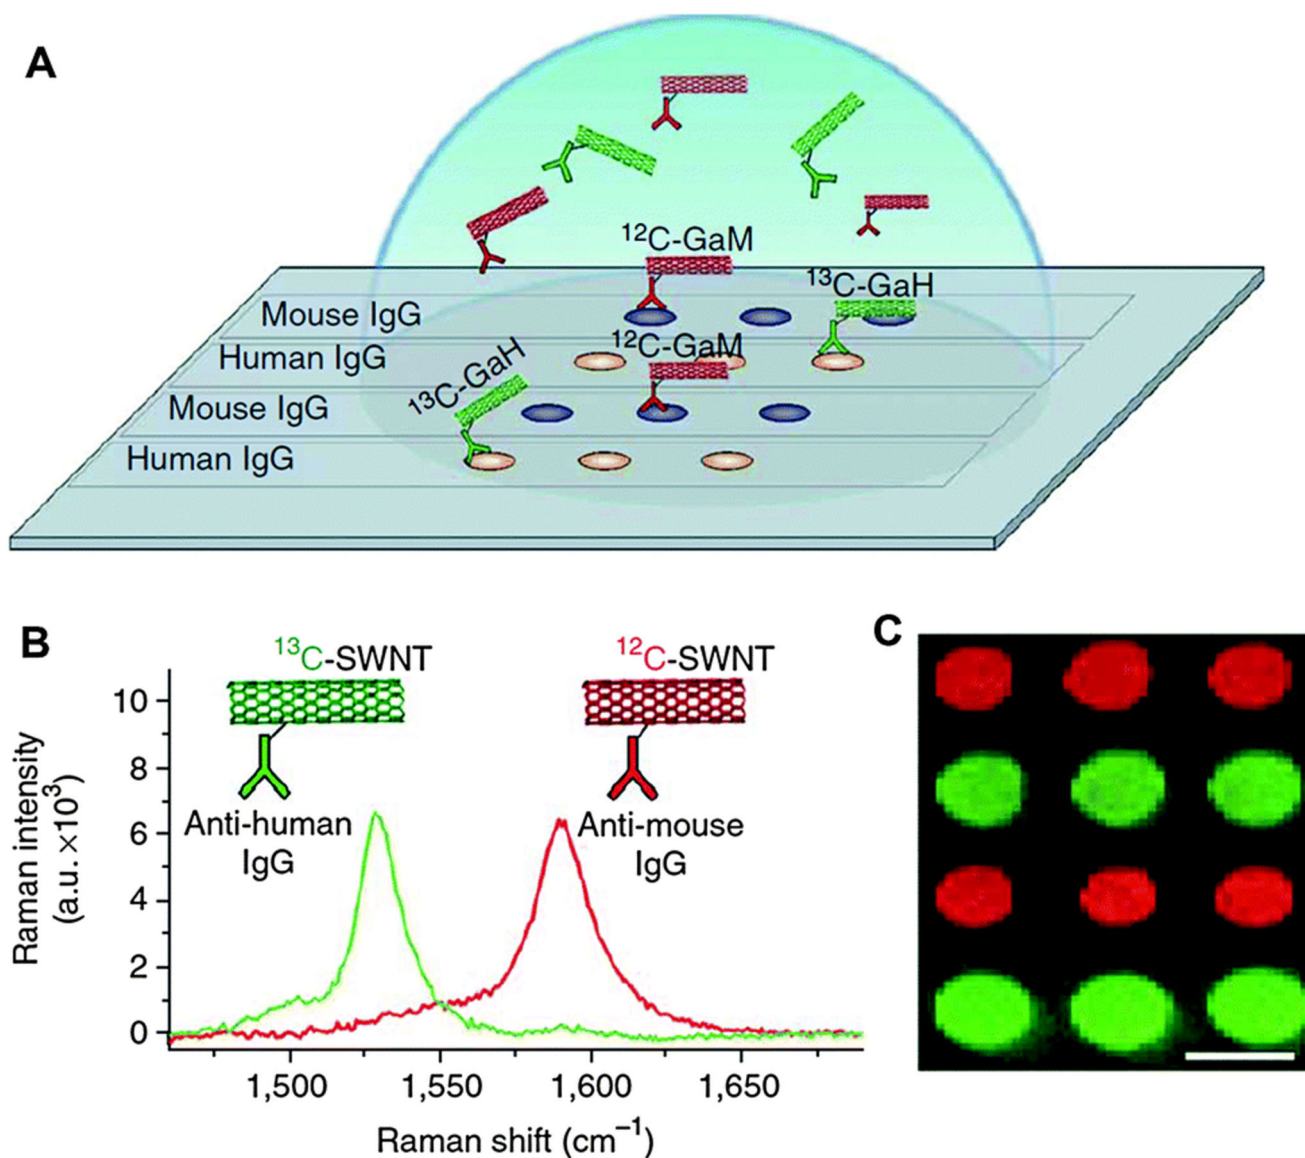 A
¹²C-GaM
¹³C-GaH
Mouse IgG
Human IgG
¹²C-GaM
¹³C-GaH
Mouse IgG
Human IgG
B
¹³C-SWNT
¹²C-SWNT
Anti-human
IgG
Anti-mouse
IgG
Raman intensity
(a.u. ×10³)
10
8
6
4
2
0
1,500
1,550
1,600
1,650
Raman shift (cm⁻¹)
C